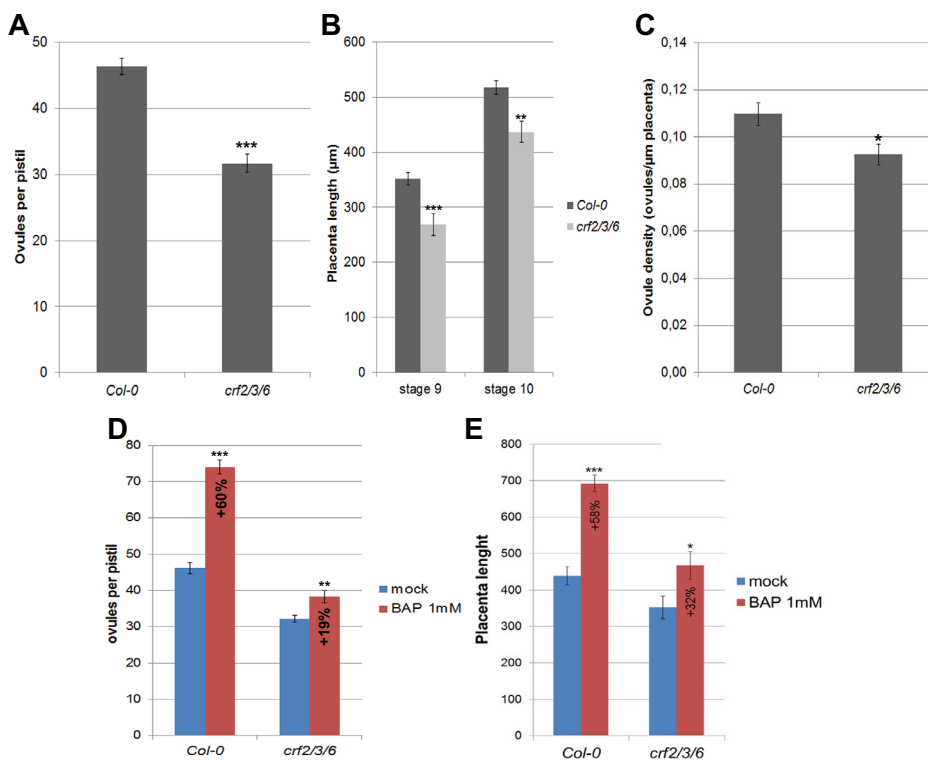 A
Ovules per pistil
50
40
30
20
10
0
***
Col-0
crf2/3/6
B
Placenta length (µm)
600
500
400
300
200
100
0
***
**
stage 9
stage 10
Col-0
crf2/3/6
C
Ovule density (ovules/µm placenta)
0,14
0,12
0,10
0,08
0,06
0,04
0,02
0,00
*
Col-0
crf2/3/6
D
ovules per pistil
80
70
60
50
40
30
20
10
0
***
+60%
**
+19%
Col-0
crf2/3/6
mock
BAP 1mM
E
Placenta lenght
800
700
600
500
400
300
200
100
0
***
+58%
*
+32%
Col-0
crf2/3/6
mock
BAP 1mM